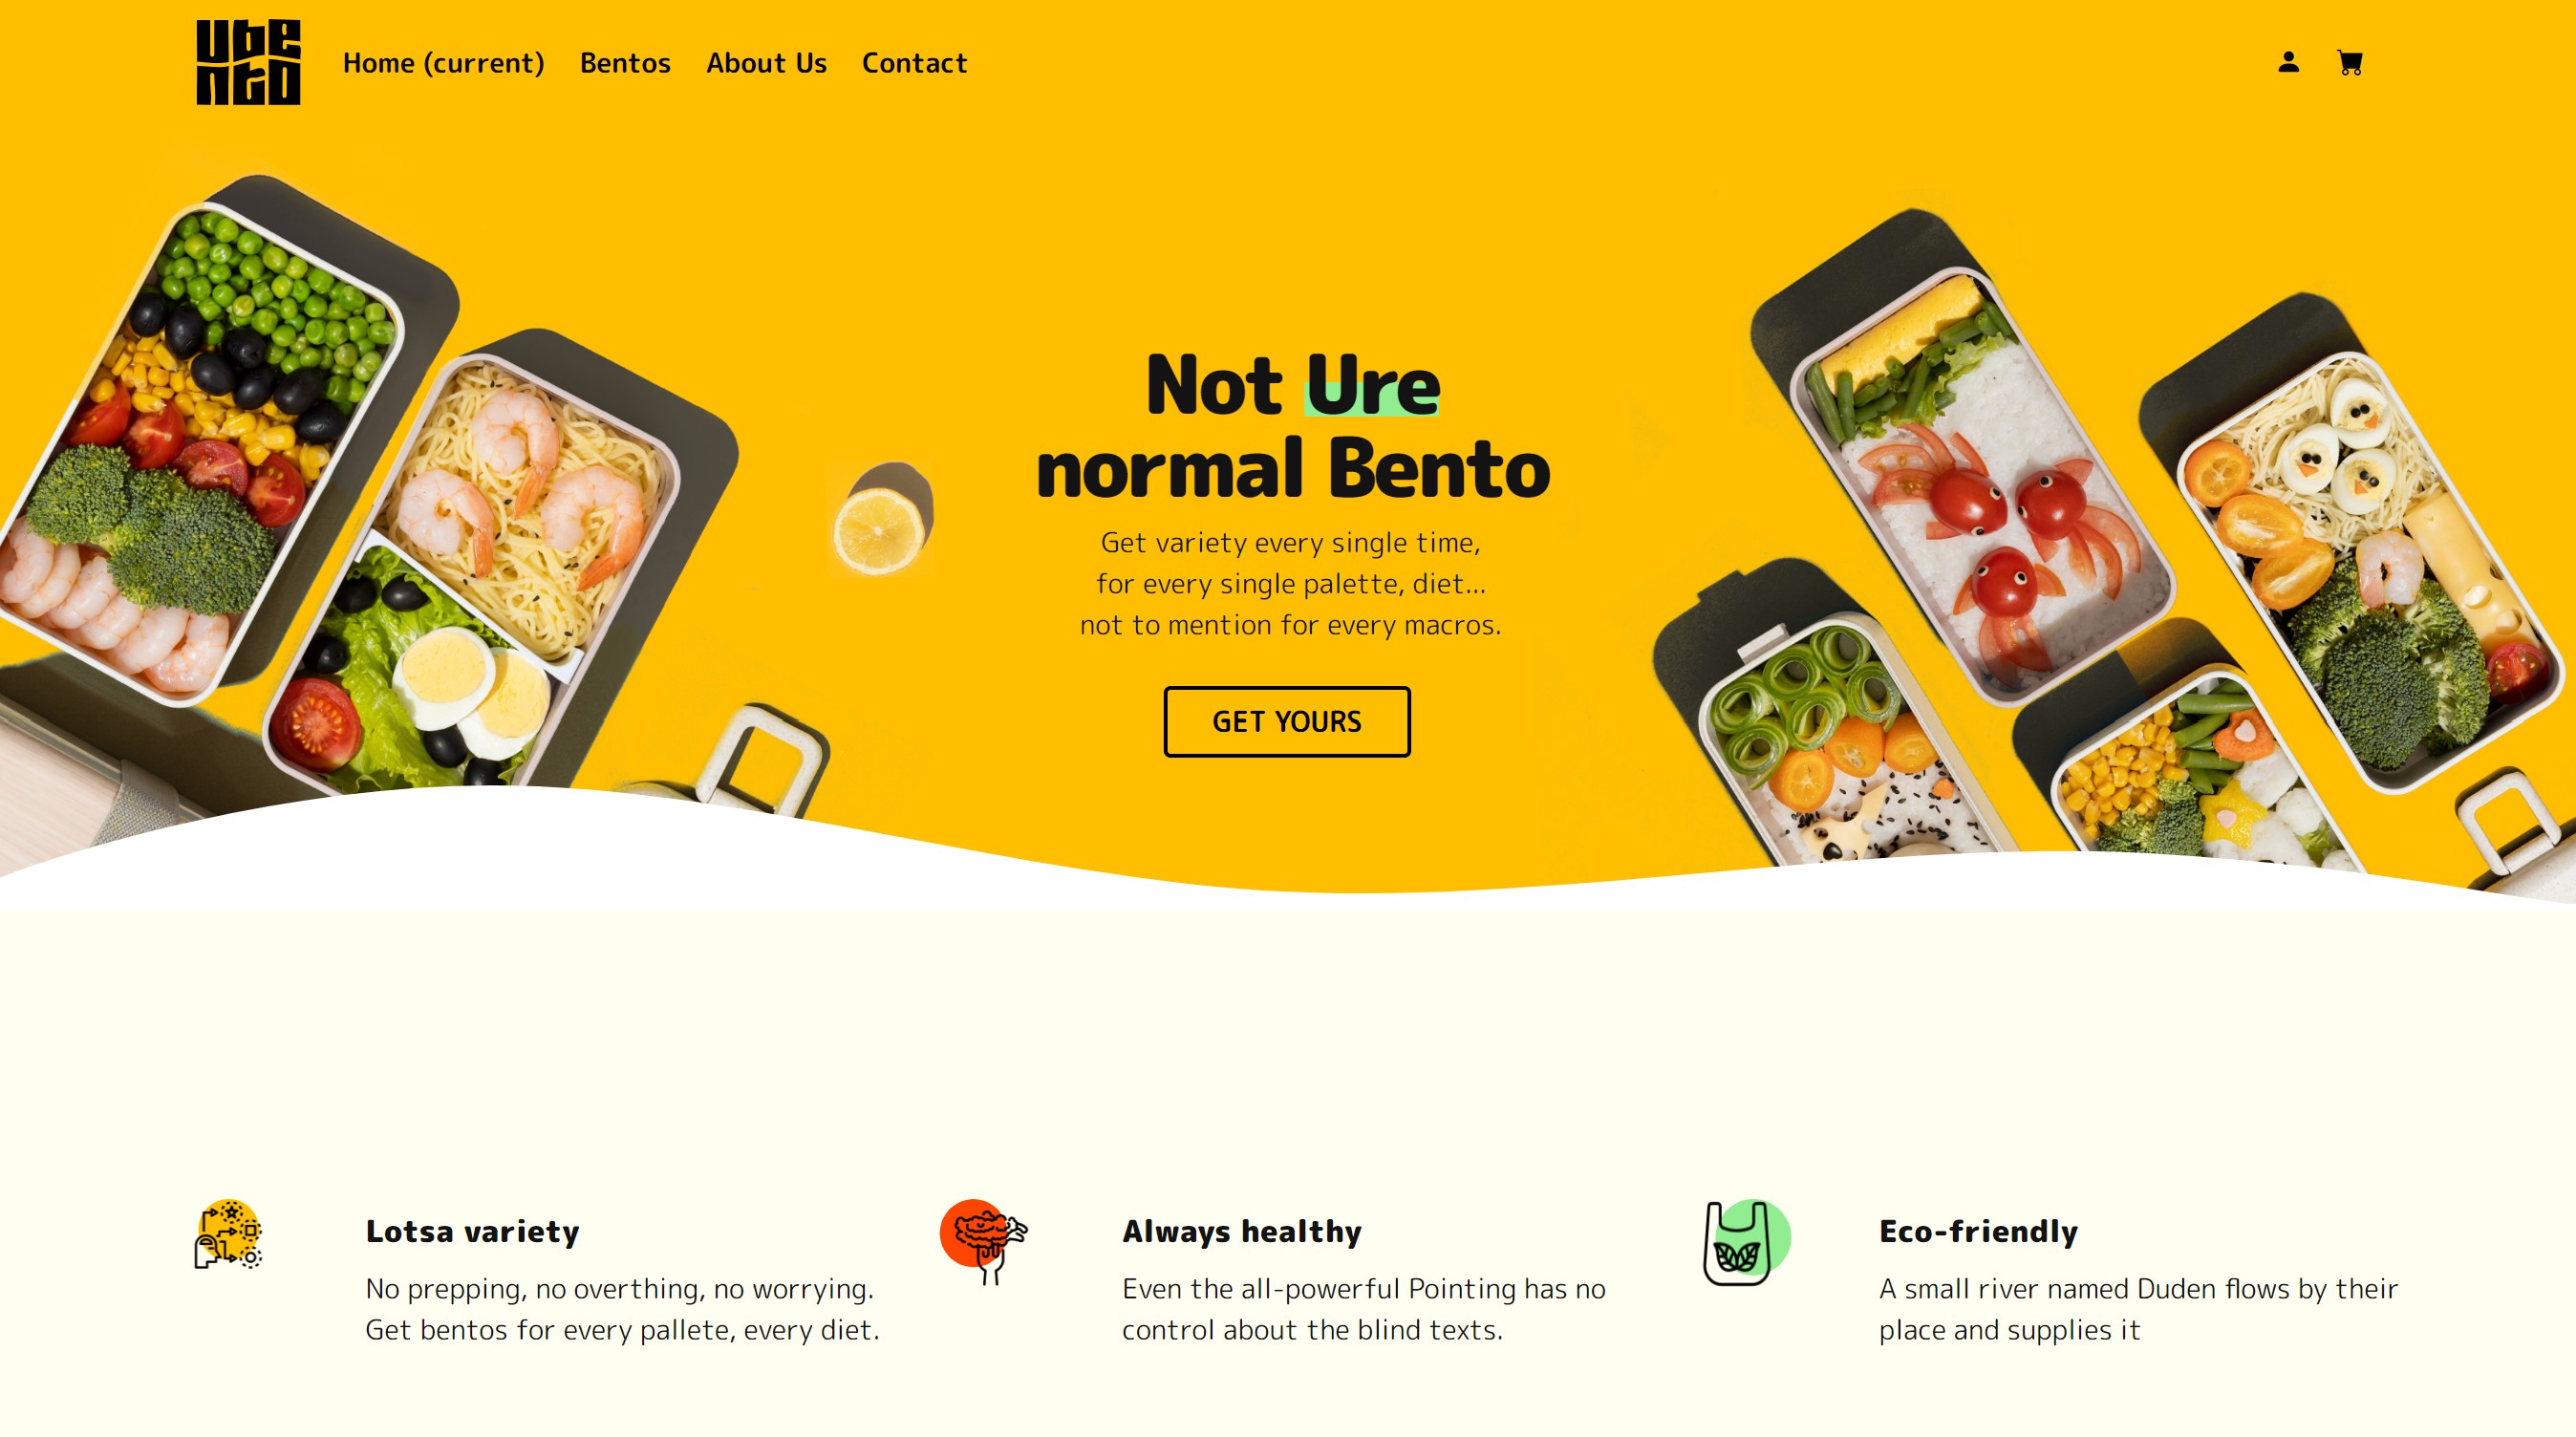 Ube
nto
Home (current) Bentos About Us Contact
Not Ure
normal Bento
Get variety every single time,
for every single palette, diet...
not to mention for every macros.
GET YOURS
Lotsa variety
No prepping, no overthing, no worrying.
Get bentos for every pallete, every diet.
Always healthy
Even the all-powerful Pointing has no
control about the blind texts.
Eco-friendly
A small river named Duden flows by their
place and supplies it